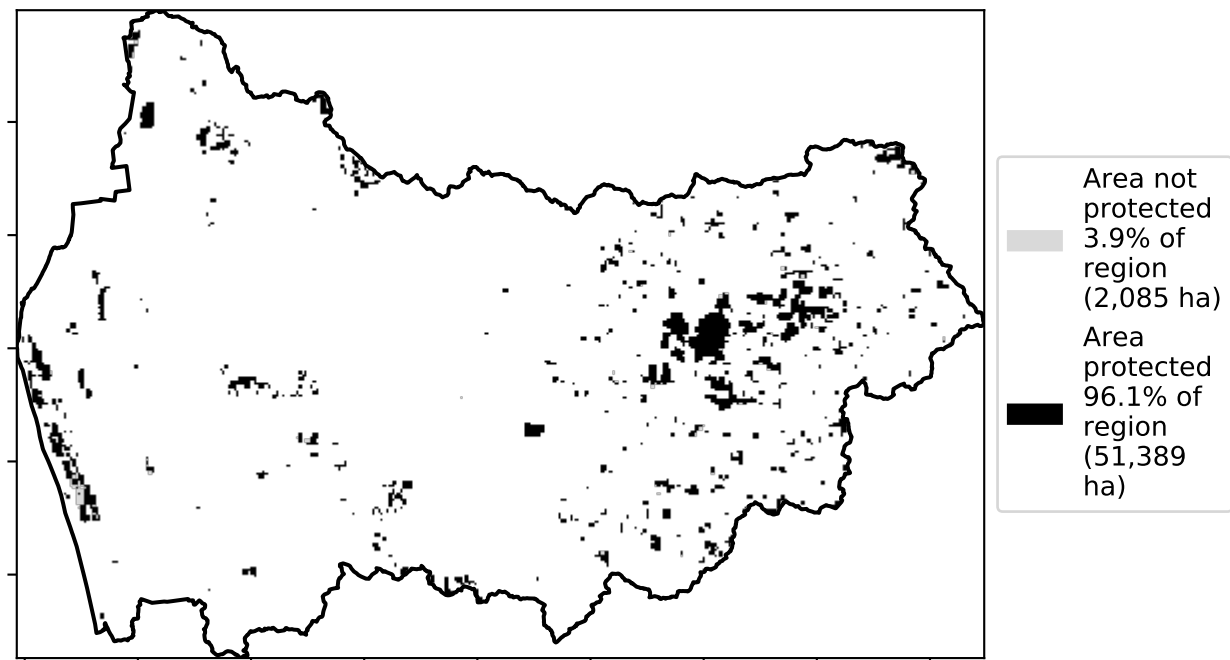 Area not
protected
3.9% of
region
(2,085 ha)
Area
protected
96.1% of
region
(51,389
ha)